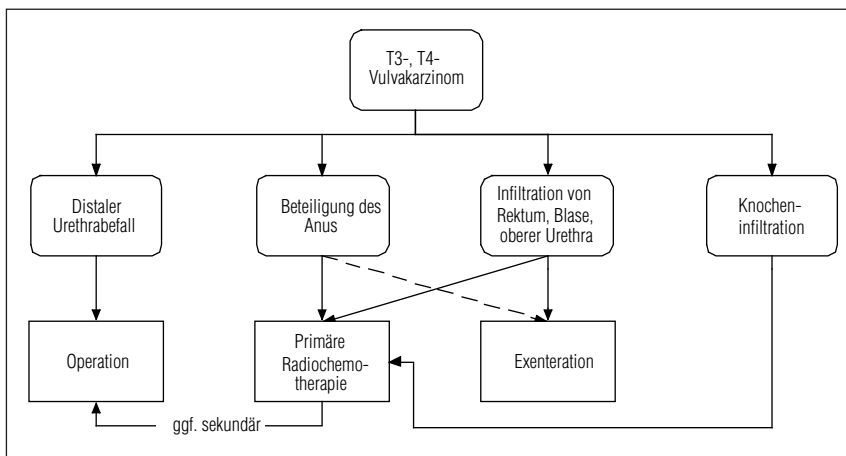 T3-, T4-
Vulvakarzinom
Distaler
Urethrabefall
Beteiligung des
Anus
Infiltration von
Rektum, Blase,
oberer Urethra
Knochen-
infiltration
Operation
Primäre
Radiochemo-
therapie
Exenteration
ggf. sekundär